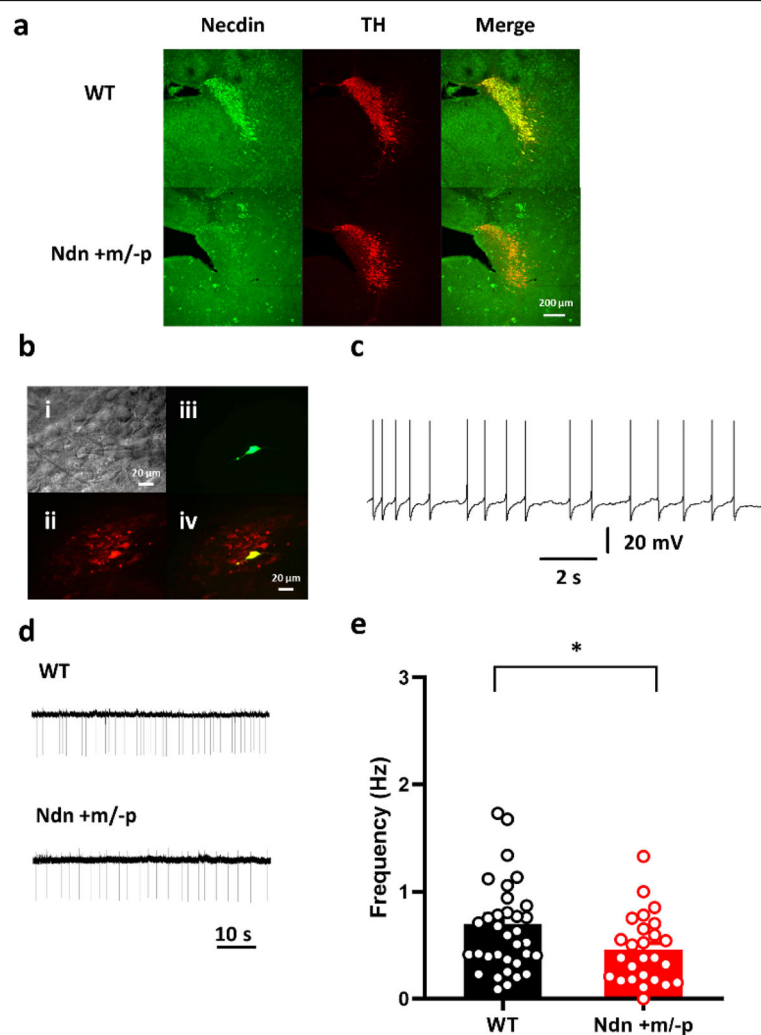 a
Necdin TH Merge
WT
Ndn +m/-p
200 μm
b
i
iii
20 μm
ii
iv
20 μm
c
20 mV
2 s
d
WT
Ndn +m/-p
10 s
e
*
3
2
1
0
Frequency (Hz)
WT Ndn +m/-p